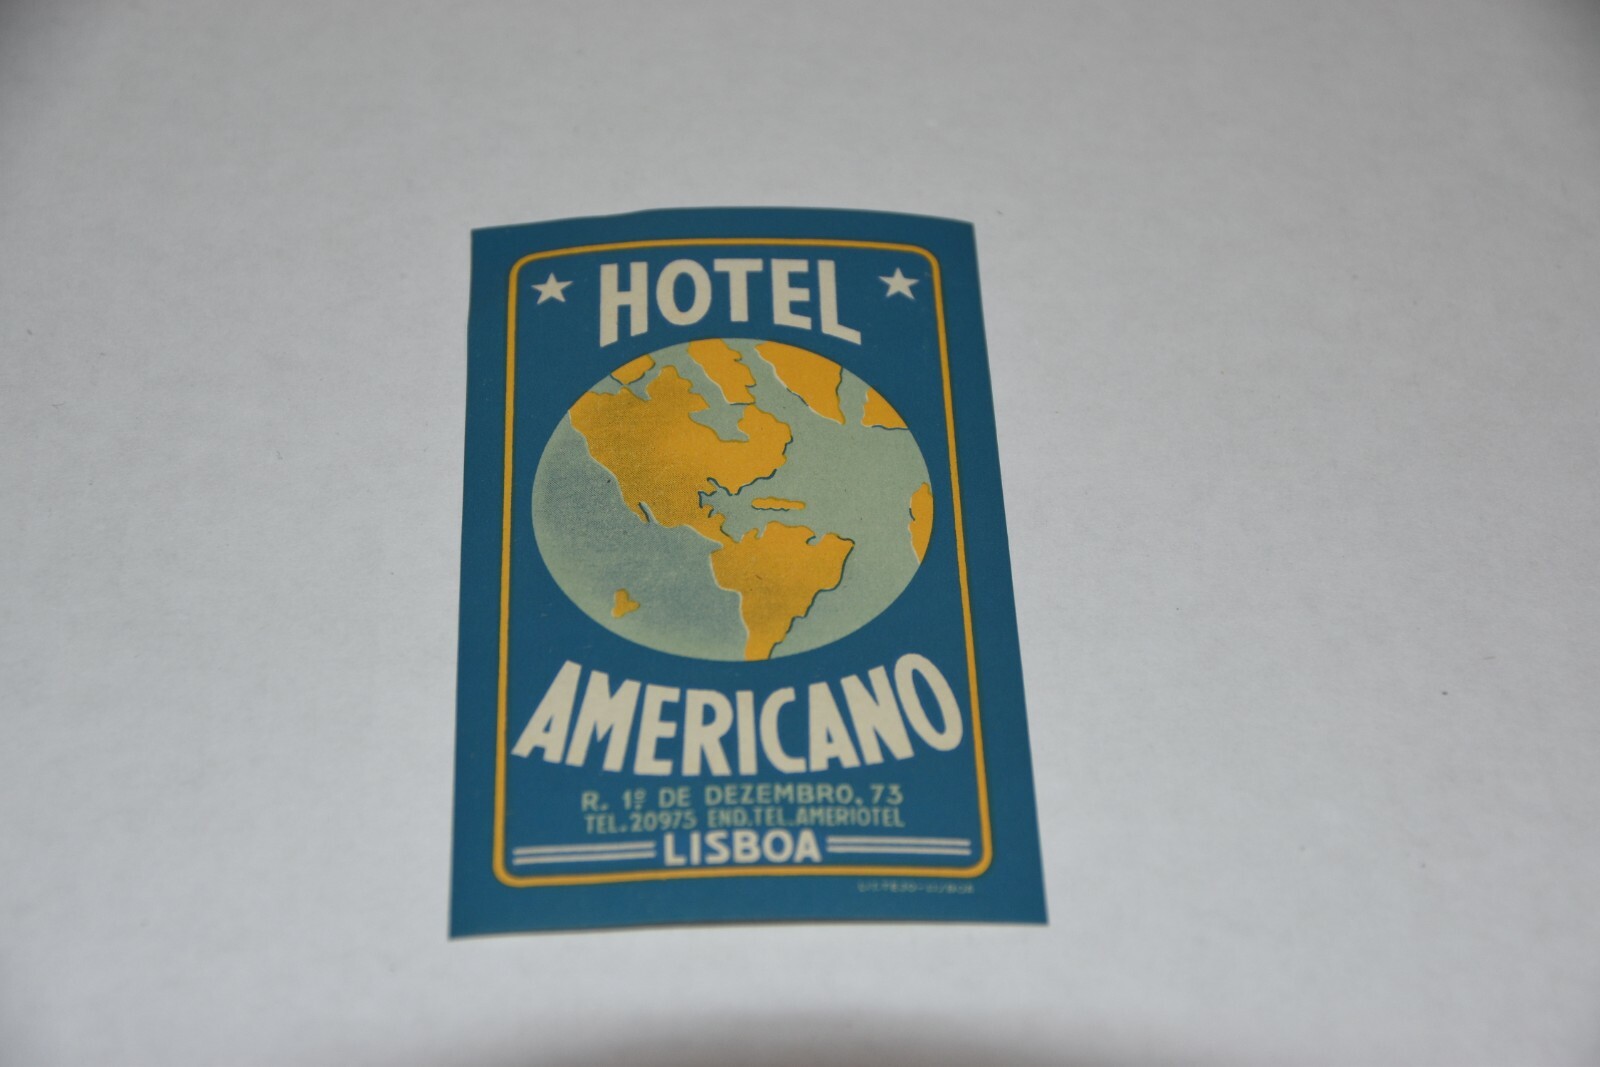 HOTEL
AMERICANO
R. 1º DE DEZEMBRO, 73
TEL. 20975 END. TEL. AMERIOTEL
LISBOA